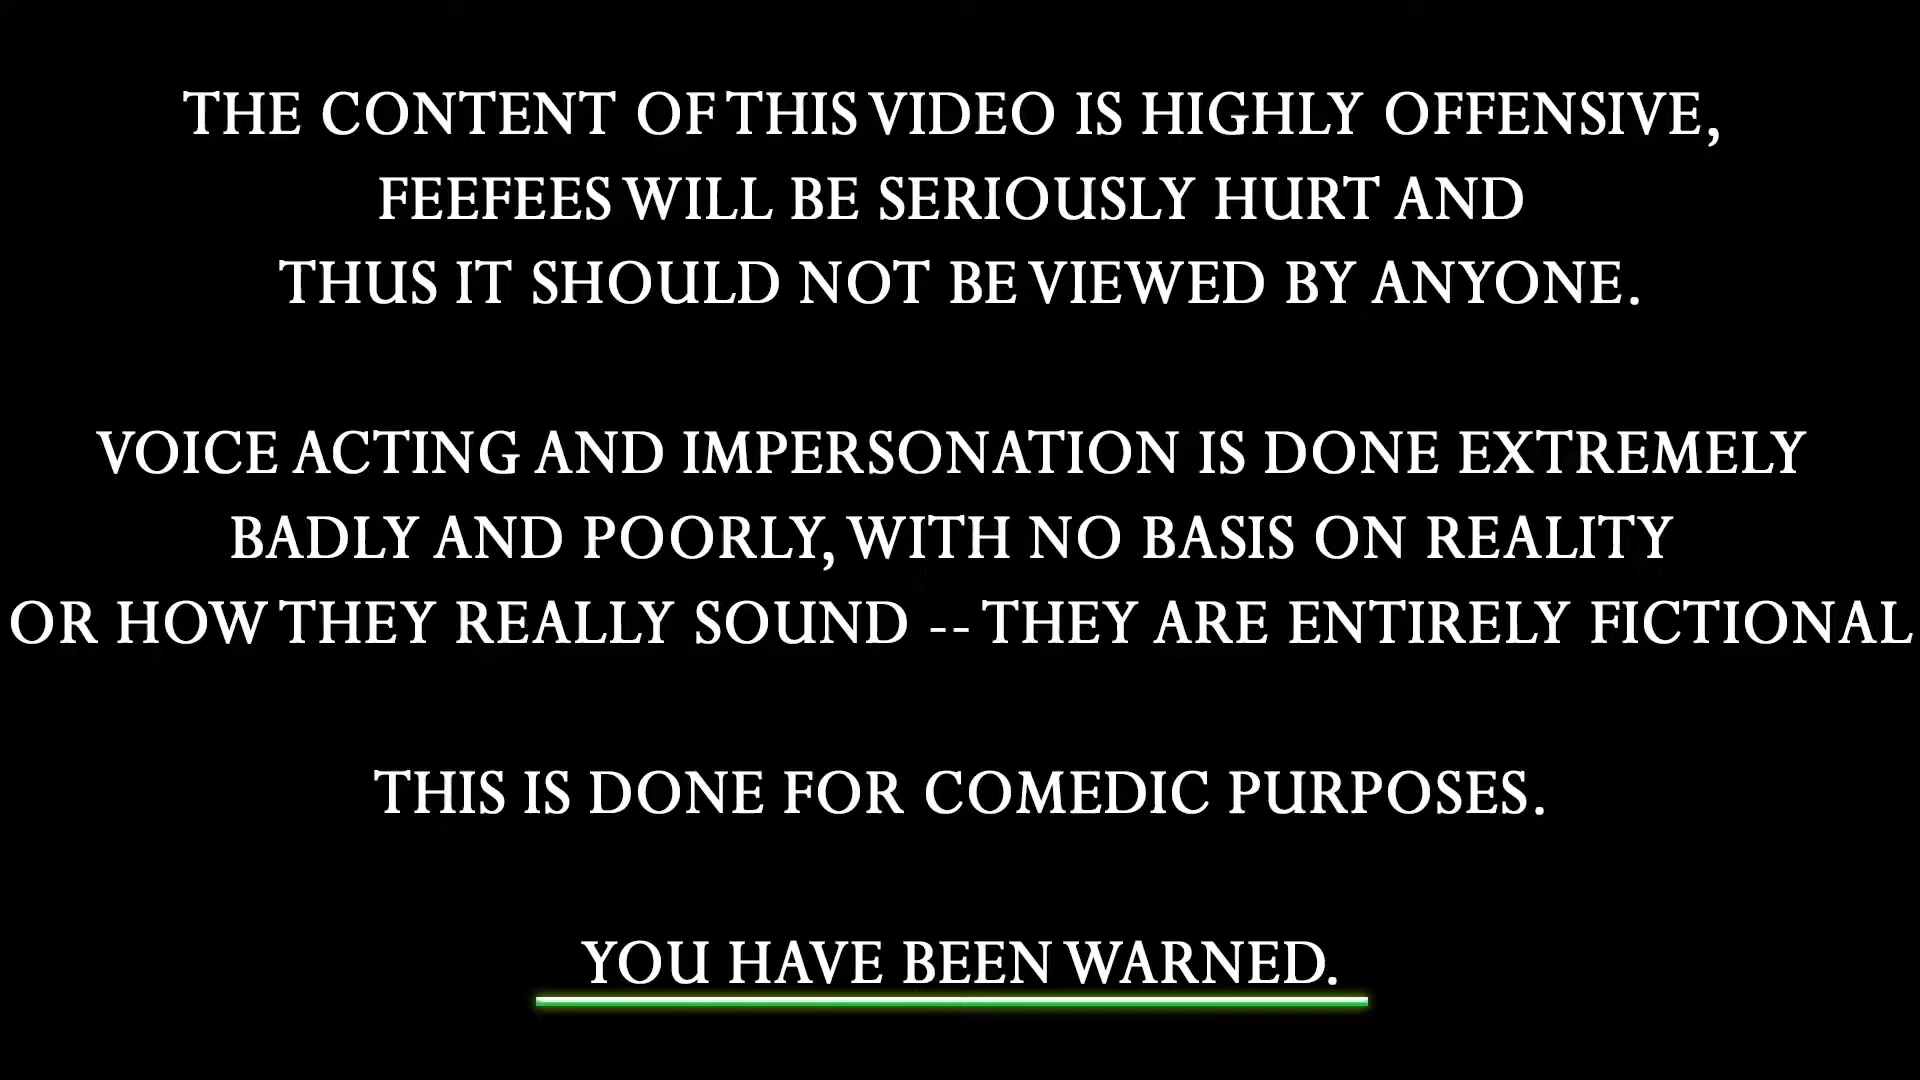 THE CONTENT OF THIS VIDEO IS HIGHLY OFFENSIVE,
FEEFEES WILL BE SERIOUSLY HURT AND
THUS IT SHOULD NOT BE VIEWED BY ANYONE.
VOICE ACTING AND IMPERSONATION IS DONE EXTREMELY
BADLY AND POORLY, WITH NO BASIS ON REALITY
OR HOW THEY REALLY SOUND -- THEY ARE ENTIRELY FICTIONAL
THIS IS DONE FOR COMEDIC PURPOSES.
YOU HAVE BEEN WARNED.